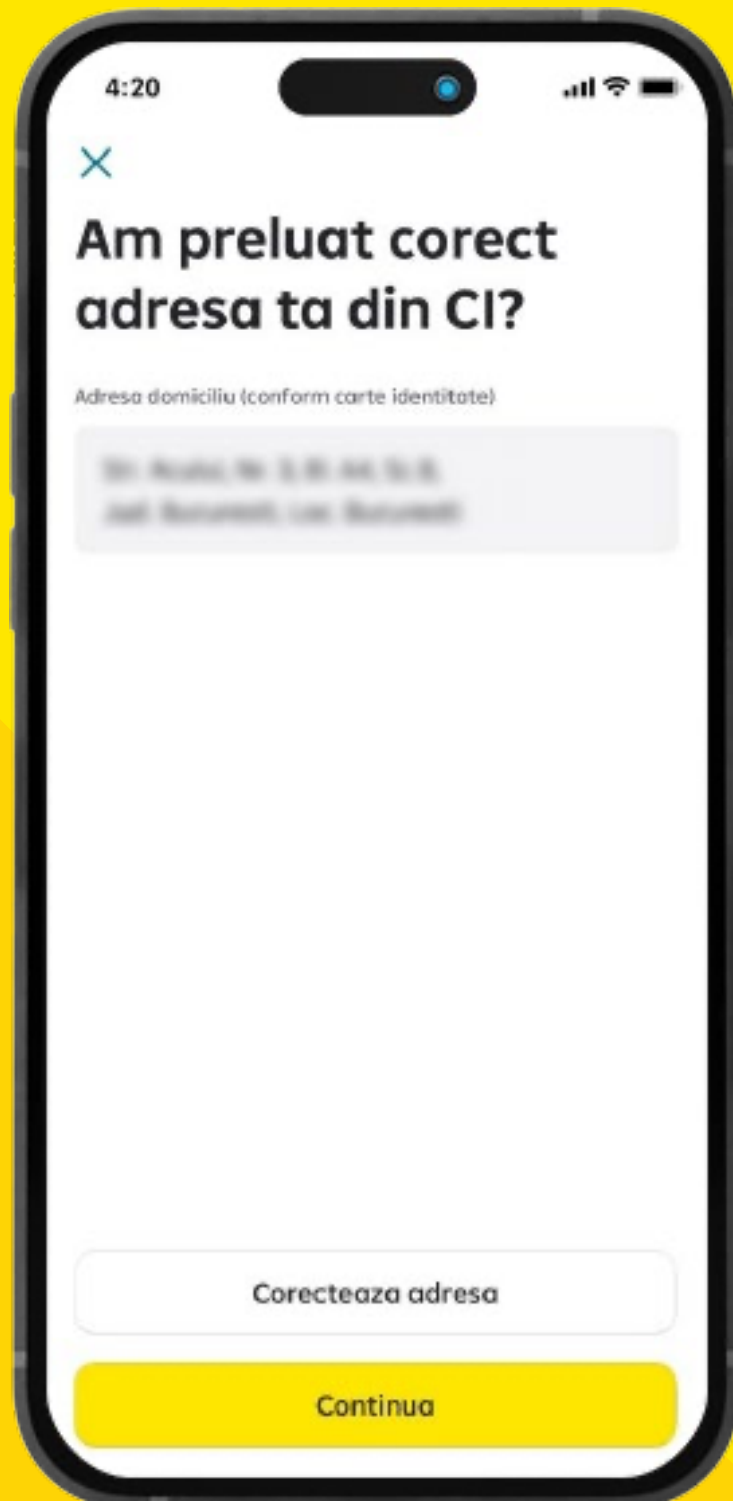 4:20
Am preluat corect
adresa ta din CI?
Adresa domiciliu (conform carte identitate)
Corecteaza adresa
Continua